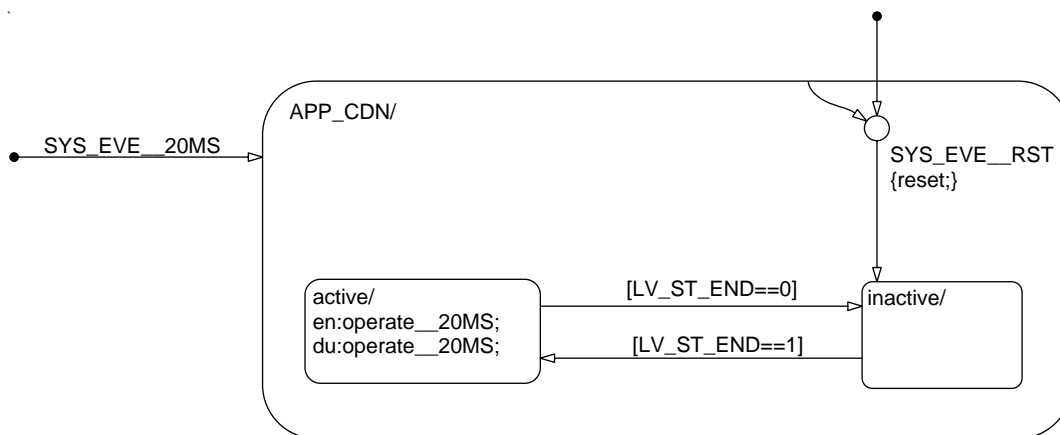 `
APP_CDN/
SYS_EVE__20MS
SYS_EVE__RST
{reset;}
active/
en:operate__20MS;
du:operate__20MS;
[LV_ST_END==0]
[LV_ST_END==1]
inactive/